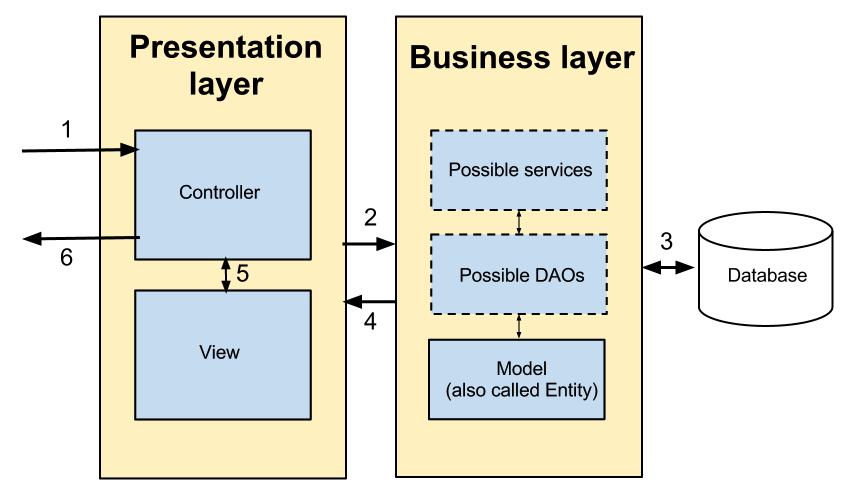 Presentation
layer
Business layer
1
Controller
6
5
View
2
4
Possible services
Possible DAOs
Model
(also called Entity)
3
Database